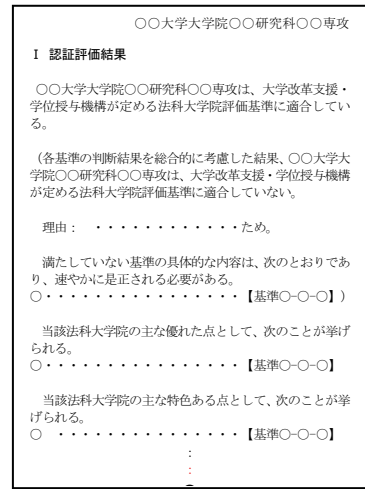 ○○大学大学院○○研究科○○専攻
Ⅰ 認証評価結果
○○大学大学院○○研究科○○専攻は、大学改革支援・
学位授与機構が定める法科大学院評価基準に適合してい
る。
（各基準の判断結果を総合的に考慮した結果、○○大学大
学院○○研究科○○専攻は、大学改革支援・学位授与機構
が定める法科大学院評価基準に適合していない。
理由： ・・・・・・・・・・・・ため。
満たしていない基準の具体的な内容は、次のとおりであ
り、速やかに是正される必要がある。
○・・・・・・・・・・・・・・・・【基準○-○-○】）
当該法科大学院の主な優れた点として、次のことが挙げ
られる。
○・・・・・・・・・・・・・・・・【基準○-○-○】
当該法科大学院の主な特色ある点として、次のことが挙
げられる。
○ ・・・・・・・・・・・・・・・【基準○-○-○】
：
：